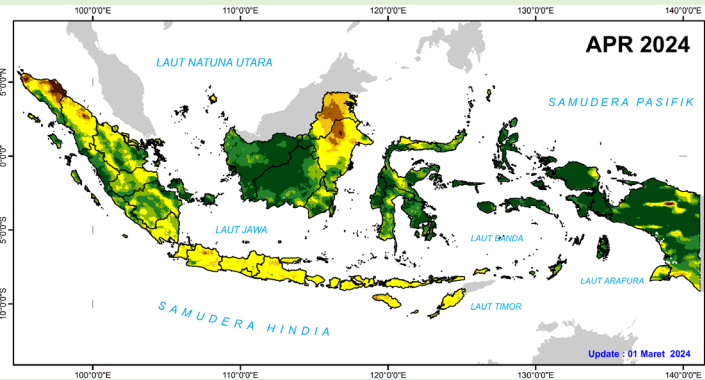 100°0'0"E 110°0'0"E 120°0'0"E 130°0'0"E 140°0'0"E
APR 2024
LAUT NATUNA UTARA
SAMUDERA PASIFIK
5°0'0"N
0°0'
5°0'0"S
10°0'0"S
LAUT JAWA
LAUT BANDA
LAUT ARAFURA
LAUT TIMOR
SAMUDERA HINDIA
Update : 01 Maret 2024
100°0'0"E 110°0'0"E 120°0'0"E 130°0'0"E 140°0'0"E